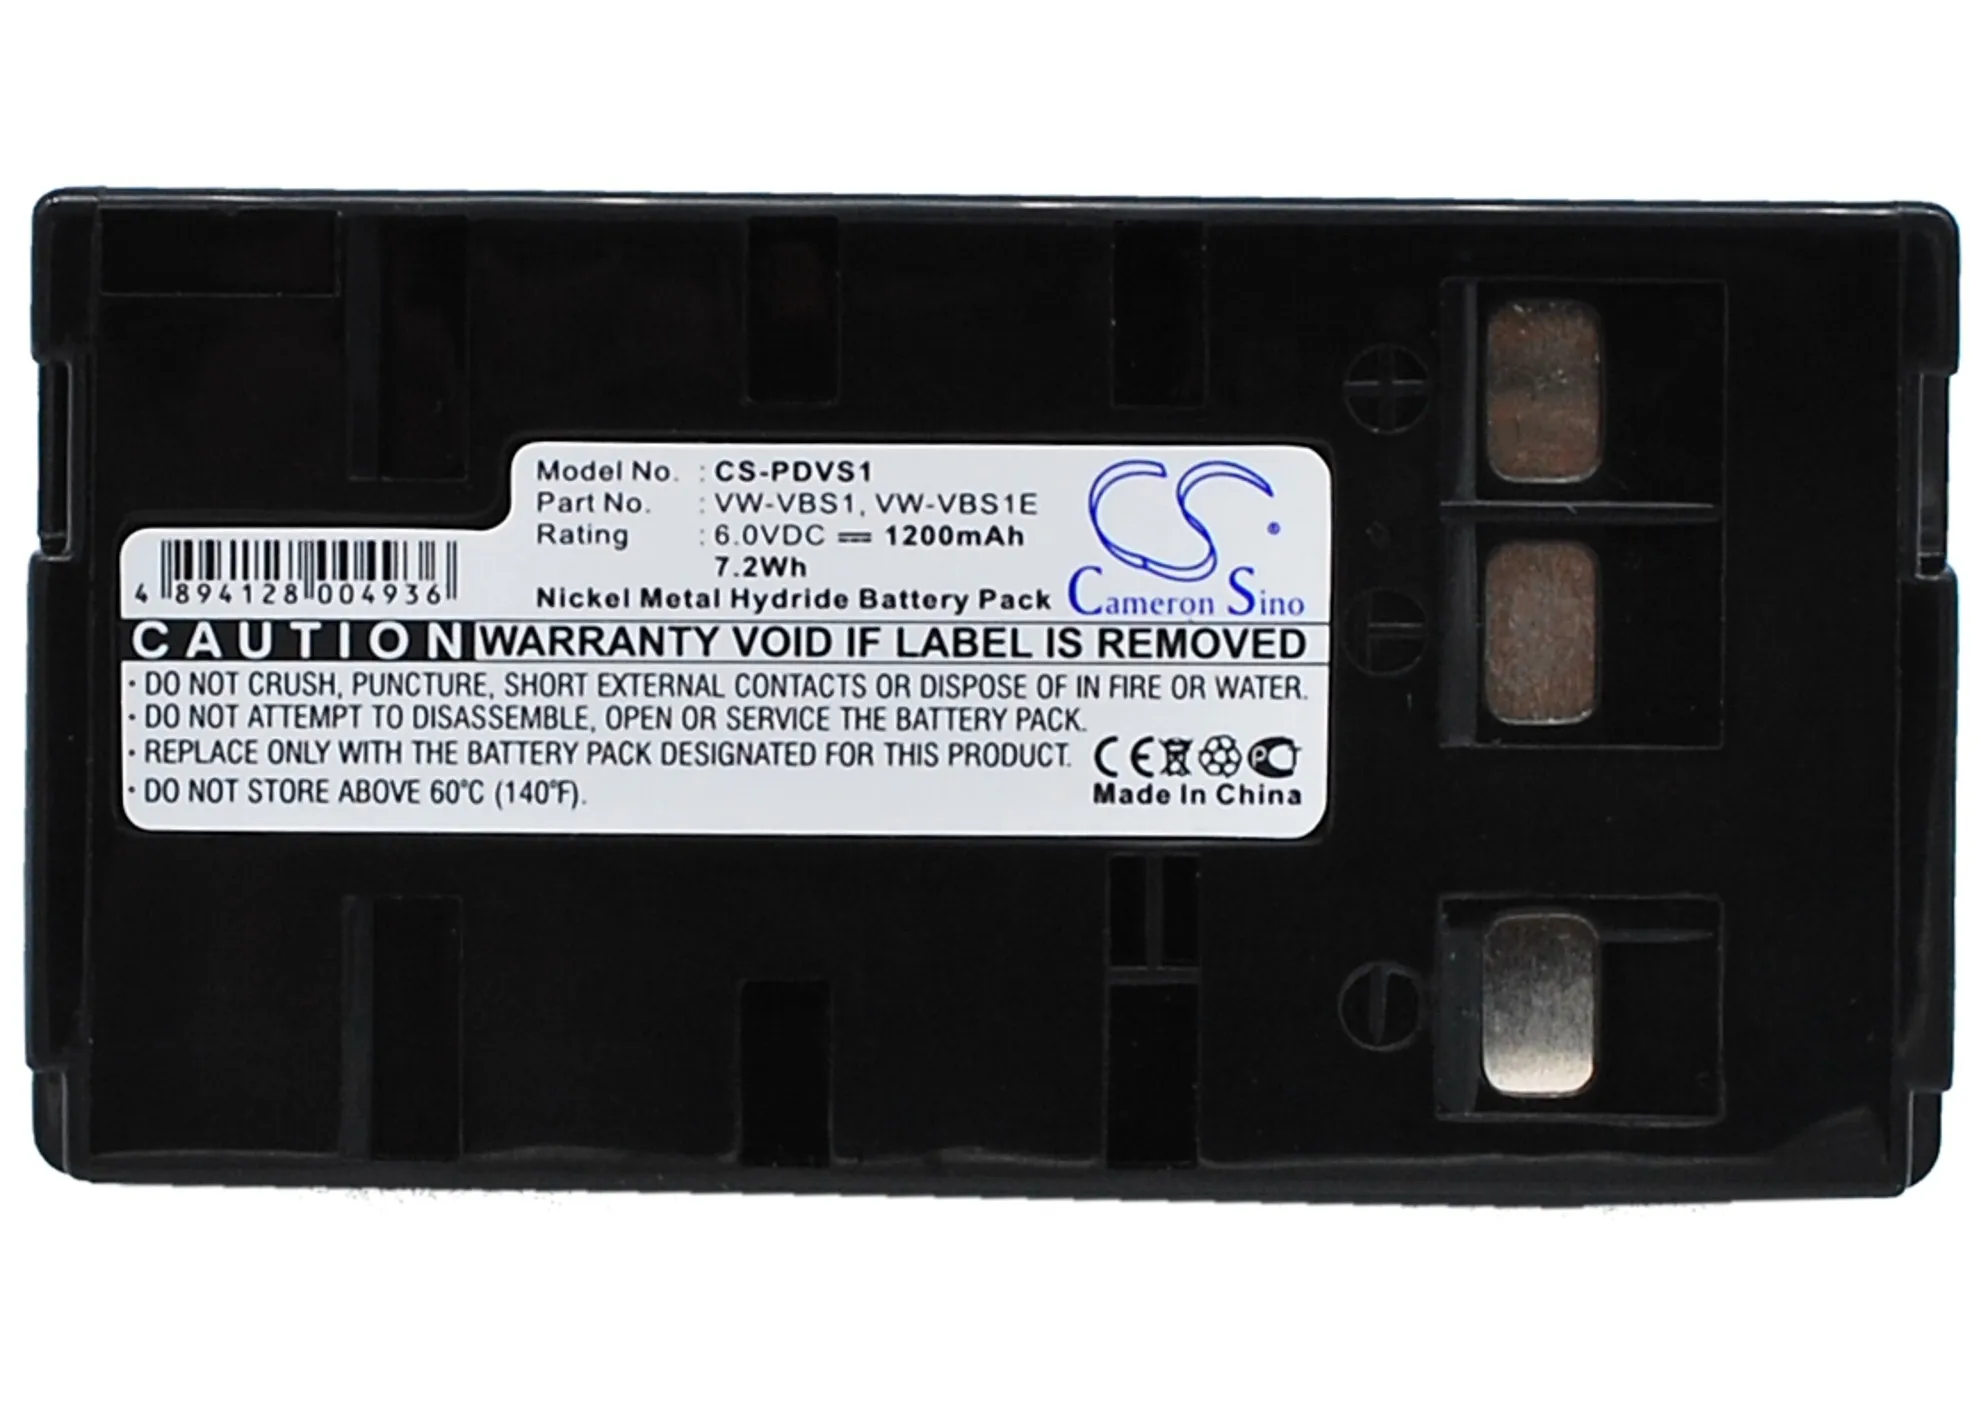 Model No. : CS-PDVS1
Part No. : VW-VBS1, VW-VBS1E
Rating : 6.0VDC ⎓ 1200mAh
7.2Wh
Nickel Metal Hydride Battery Pack
CS ®
Cameron Sino
4 894128 004936
CAUTION WARRANTY VOID IF LABEL IS REMOVED
· DO NOT CRUSH, PUNCTURE, SHORT EXTERNAL CONTACTS OR DISPOSE OF IN FIRE OR WATER.
· DO NOT ATTEMPT TO DISASSEMBLE, OPEN OR SERVICE THE BATTERY PACK.
· REPLACE ONLY WITH THE BATTERY PACK DESIGNATED FOR THIS PRODUCT.
· DO NOT STORE ABOVE 60°C (140°F).
CE
Made In China